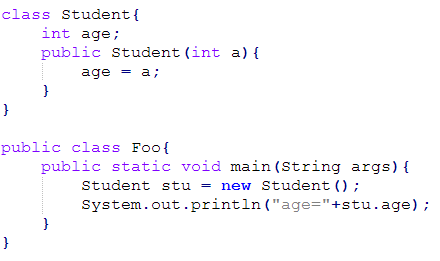 class Student{
    int age;
    public Student(int a){
        age = a;
    }
}

public class Foo{
    public static void main(String args){
        Student stu = new Student();
        System.out.println("age="+stu.age);
    }
}